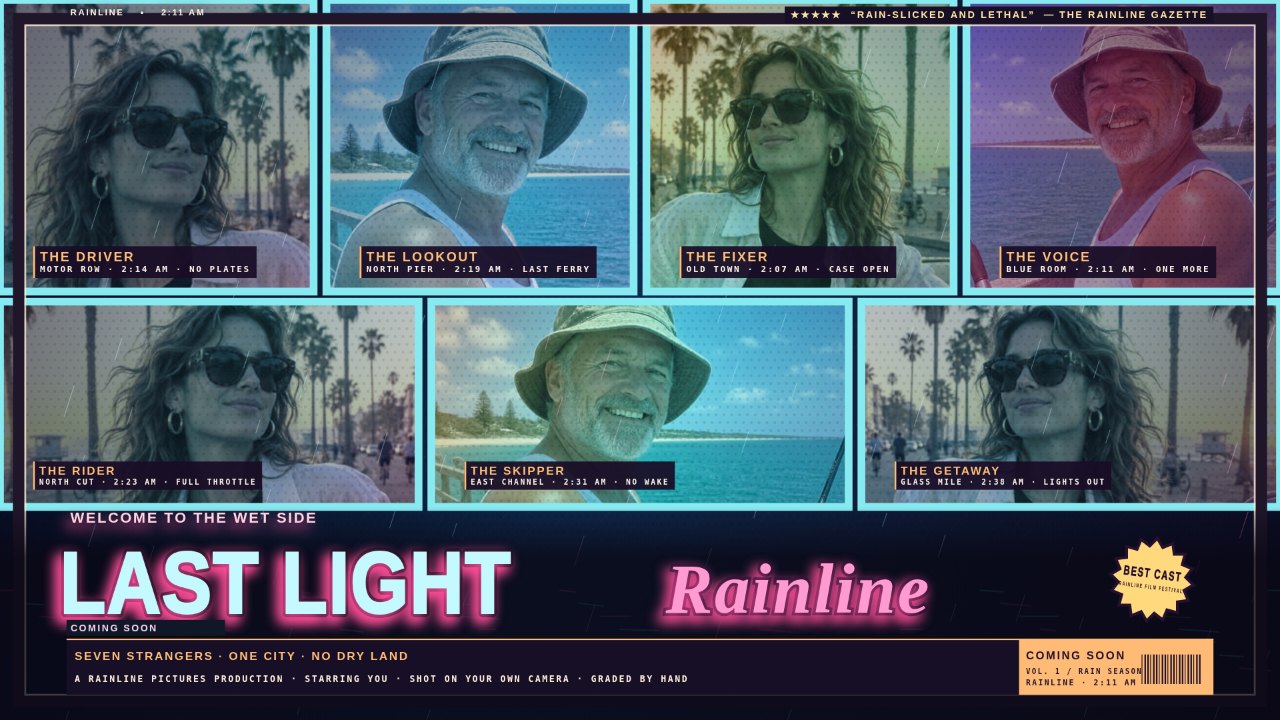 RAINLINE • 2:11 AM
★★★★★ “RAIN-SLICKED AND LETHAL” — THE RAINLINE GAZETTE
THE DRIVER
MOTOR ROW · 2:14 AM · NO PLATES
THE LOOKOUT
NORTH PIER · 2:19 AM · LAST FERRY
THE FIXER
OLD TOWN · 2:07 AM · CASE OPEN
THE VOICE
BLUE ROOM · 2:11 AM · ONE MORE
THE RIDER
NORTH CUT · 2:23 AM · FULL THROTTLE
THE SKIPPER
EAST CHANNEL · 2:31 AM · NO WAKE
THE GETAWAY
GLASS MILE · 2:38 AM · LIGHTS OUT
WELCOME TO THE WET SIDE
LAST LIGHT
Rainline
BEST CAST
RAINLINE FILM FESTIVAL
COMING SOON
SEVEN STRANGERS · ONE CITY · NO DRY LAND
A RAINLINE PICTURES PRODUCTION · STARRING YOU · SHOT ON YOUR OWN CAMERA · GRADED BY HAND
COMING SOON
VOL. 1 / RAIN SEASON
RAINLINE · 2:11 AM